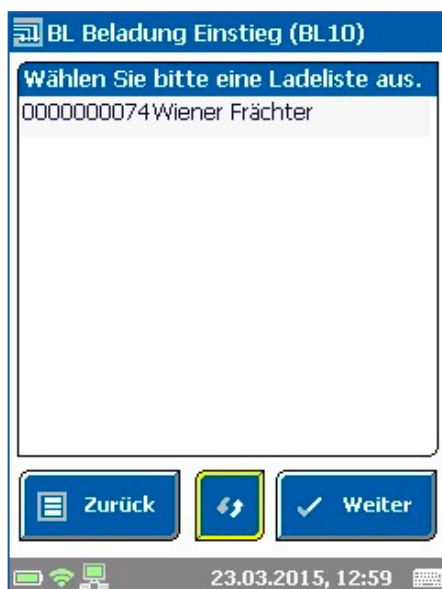 BL Beladung Einstieg (BL10)
Wählen Sie bitte eine Ladeliste aus.
0000000074Wiener Frächter
Zurück
Weiter
23.03.2015, 12:59